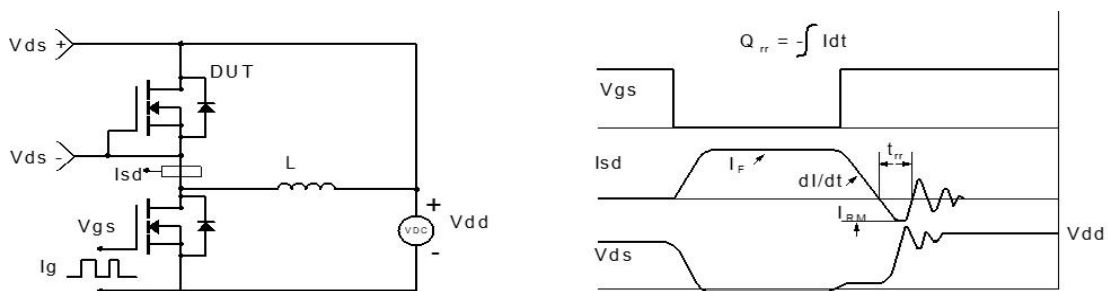 Vds +
DUT
Vds -
Isd
L
Vgs
Ig
+
VDC
-
Vdd
Q rr = -∫ Idt
Vgs
Isd
I F
dI/dt
t rr
I RM
Vds
Vdd